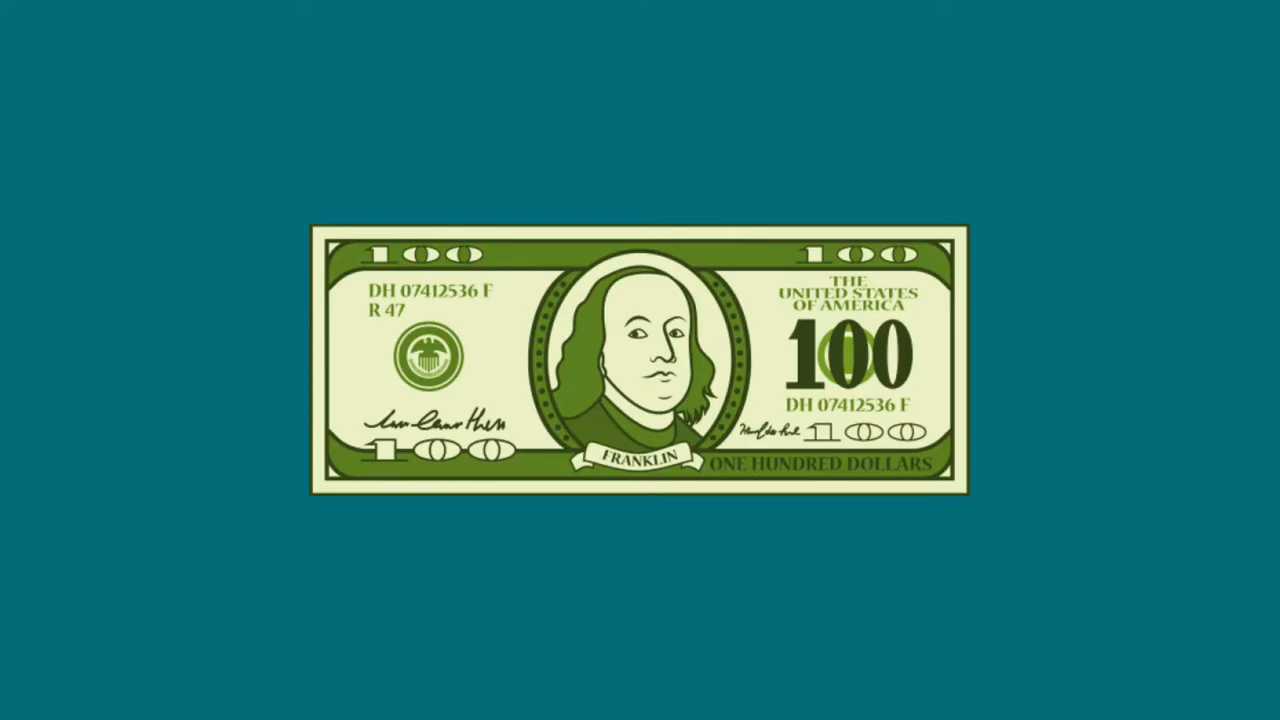 100
100
DH 07412536 F
R 47
THE
UNITED STATES
OF AMERICA
100
DH 07412536 F
100
100
FRANKLIN
ONE HUNDRED DOLLARS